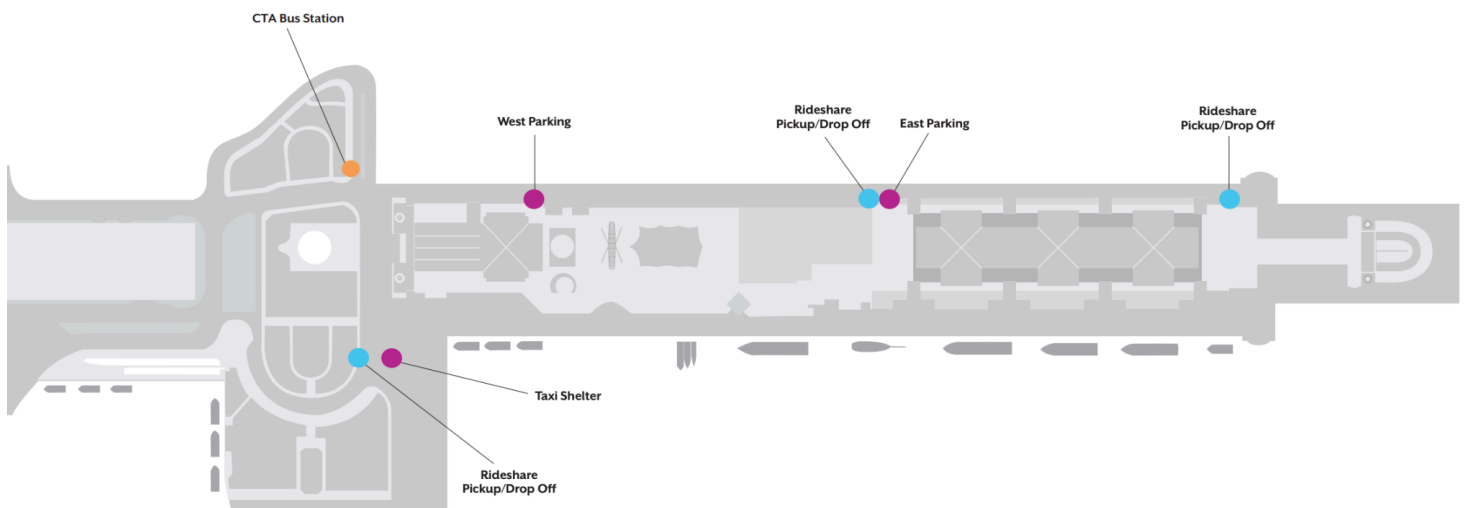 CTA Bus Station
West Parking
Rideshare
Pickup/Drop Off
East Parking
Rideshare
Pickup/Drop Off
Taxi Shelter
Rideshare
Pickup/Drop Off